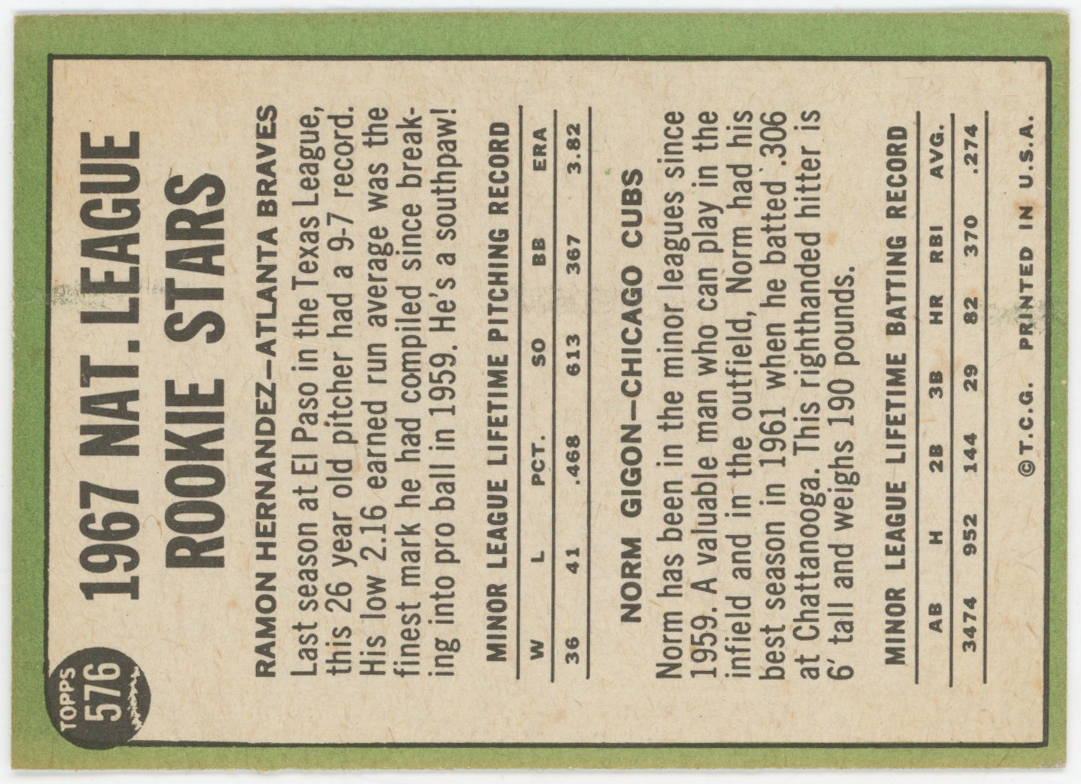 TOPPS
576
1967 NAT. LEAGUE
ROOKIE STARS
RAMON HERNANDEZ—ATLANTA BRAVES
Last season at El Paso in the Texas League,
this 26 year old pitcher had a 9-7 record.
His low 2.16 earned run average was the
finest mark he had compiled since break-
ing into pro ball in 1959. He's a southpaw!
MINOR LEAGUE LIFETIME PITCHING RECORD
W L PCT. SO BB ERA
36 41 .468 613 367 3.82
NORM GIGON—CHICAGO CUBS
Norm has been in the minor leagues since
1959. A valuable man who can play in the
infield and in the outfield, Norm had his
best season in 1961 when he batted .306
at Chattanooga. This righthanded hitter is
6' tall and weighs 190 pounds.
MINOR LEAGUE LIFETIME BATTING RECORD
AB H 2B 3B HR RBI AVG.
3474 952 144 29 82 370 .274
© T.C.G. PRINTED IN U.S.A.